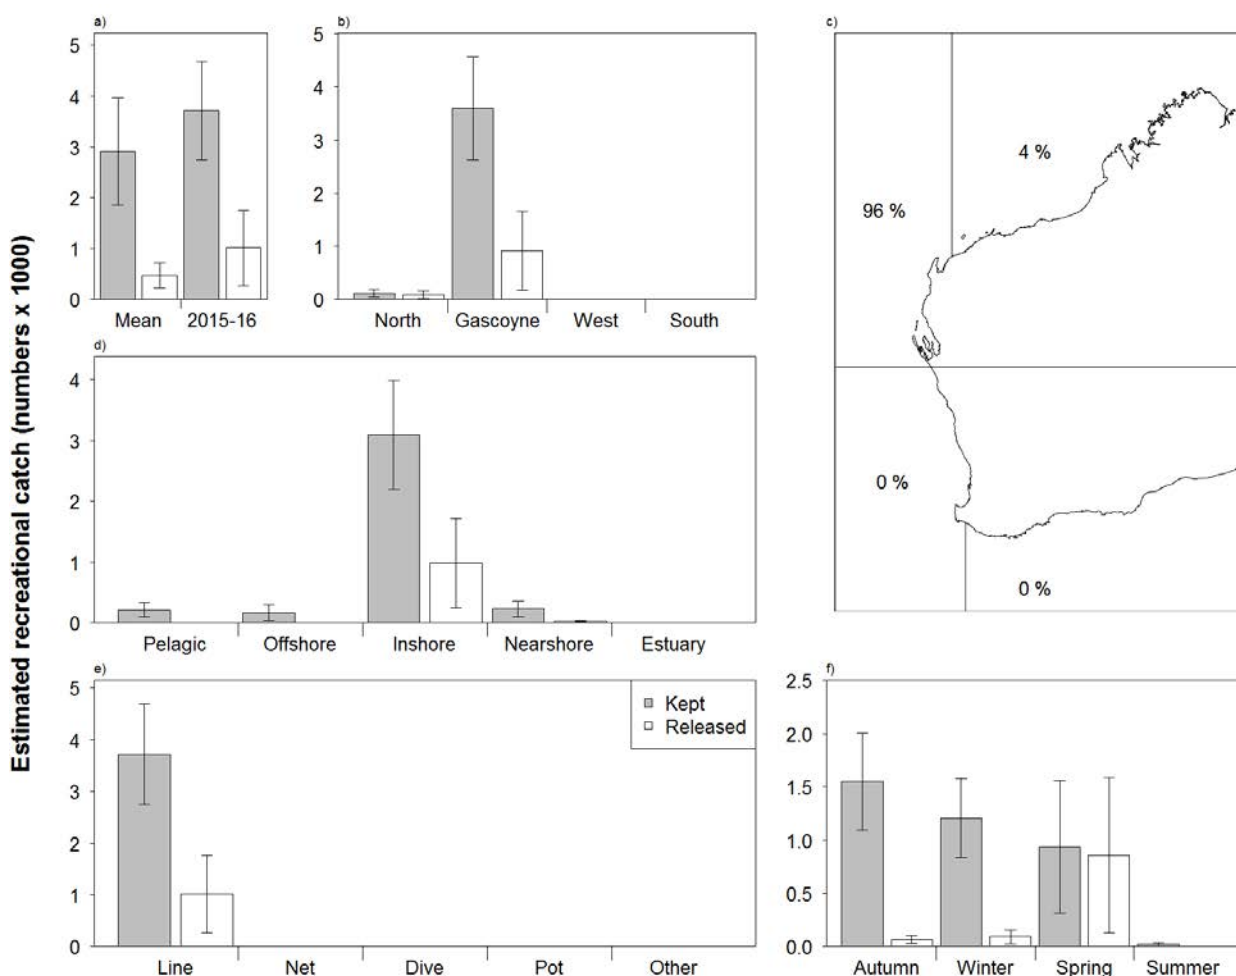 Estimated recreational catch (numbers x 1000)
a)
5
4
3
2
1
0
Mean 2015-16
b)
5
4
3
2
1
0
North Gascoyne West South
c)
4 %
96 %
0 %
0 %
d)
4
3
2
1
0
Pelagic Offshore Inshore Nearshore Estuary
e)
5
4
3
2
1
0
Kept
Released
Line Net Dive Pot Other
f)
2.5
2.0
1.5
1.0
0.5
0.0
Autumn Winter Spring Summer